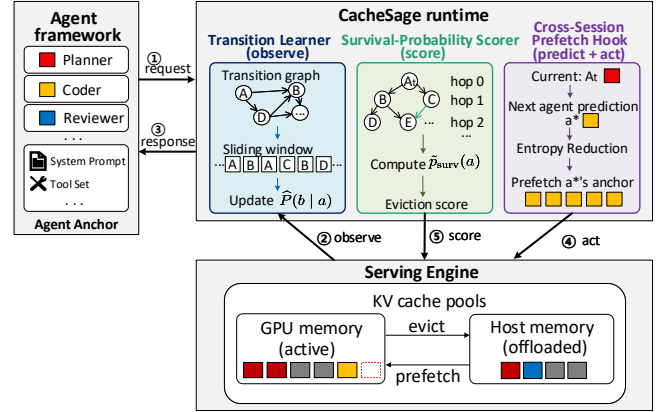 Agent
framework
Planner
Coder
Reviewer
. . .
System Prompt
Tool Set
. . .
Agent Anchor
①
request
③
response
CacheSage runtime
Transition Learner
(observe)
Transition graph
A
B
D
...
Sliding window
... A B A C B D ...
Update P̂(b | a)
Survival-Probability Scorer
(score)
At hop 0
B C hop 1
D E ... hop 2
...
Compute p̃surv(a)
Eviction score
Cross-Session
Prefetch Hook
(predict + act)
Current: At
Next agent prediction
a*
Entropy Reduction
Prefetch a*'s anchor
② observe
⑤ score
④ act
Serving Engine
KV cache pools
GPU memory
(active)
evict
prefetch
Host memory
(offloaded)